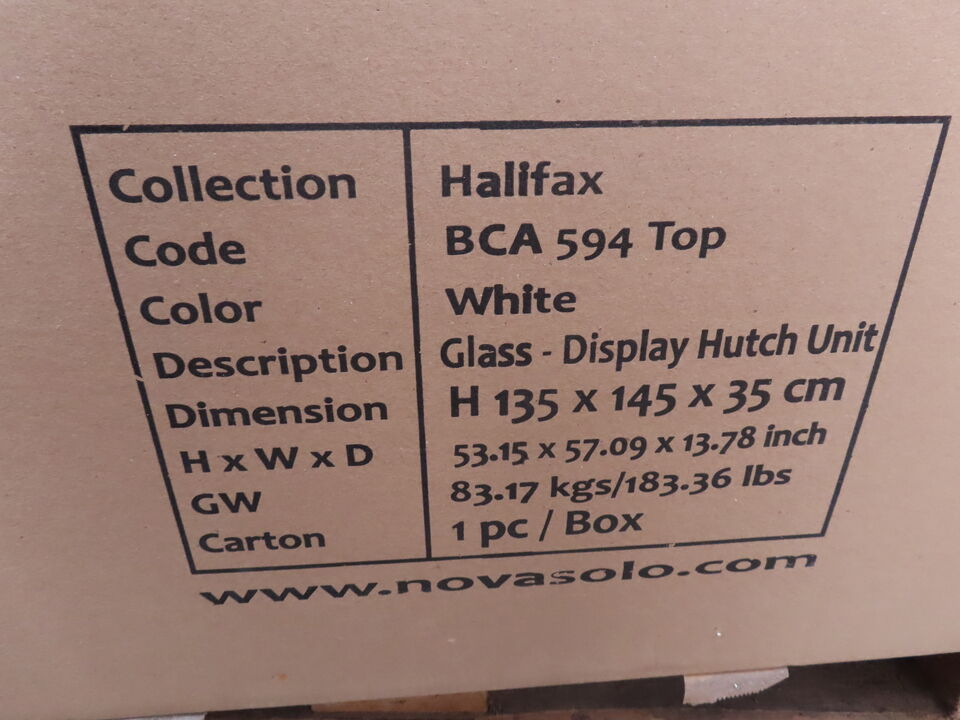 Collection Halifax
Code BCA 594 Top
Color White
Description Glass - Display Hutch Unit
Dimension H 135 x 145 x 35 cm
H x W x D 53.15 x 57.09 x 13.78 inch
GW 83.17 kgs/183.36 lbs
Carton 1 pc / Box
www.novasolo.com